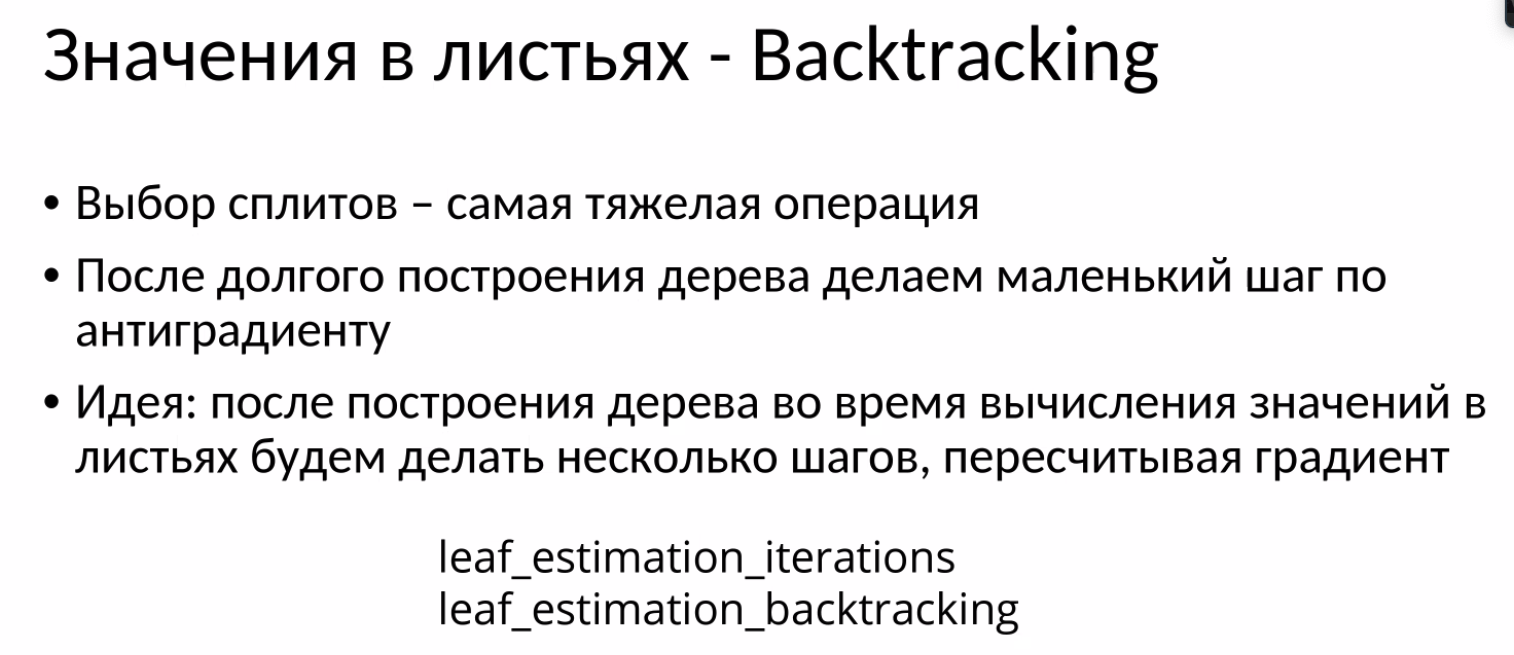 Значения в листьях - Backtracking
• Выбор сплитов – самая тяжелая операция
• После долгого построения дерева делаем маленький шаг по
антиградиенту
• Идея: после построения дерева во время вычисления значений в
листьях будем делать несколько шагов, пересчитывая градиент
leaf_estimation_iterations
leaf_estimation_backtracking